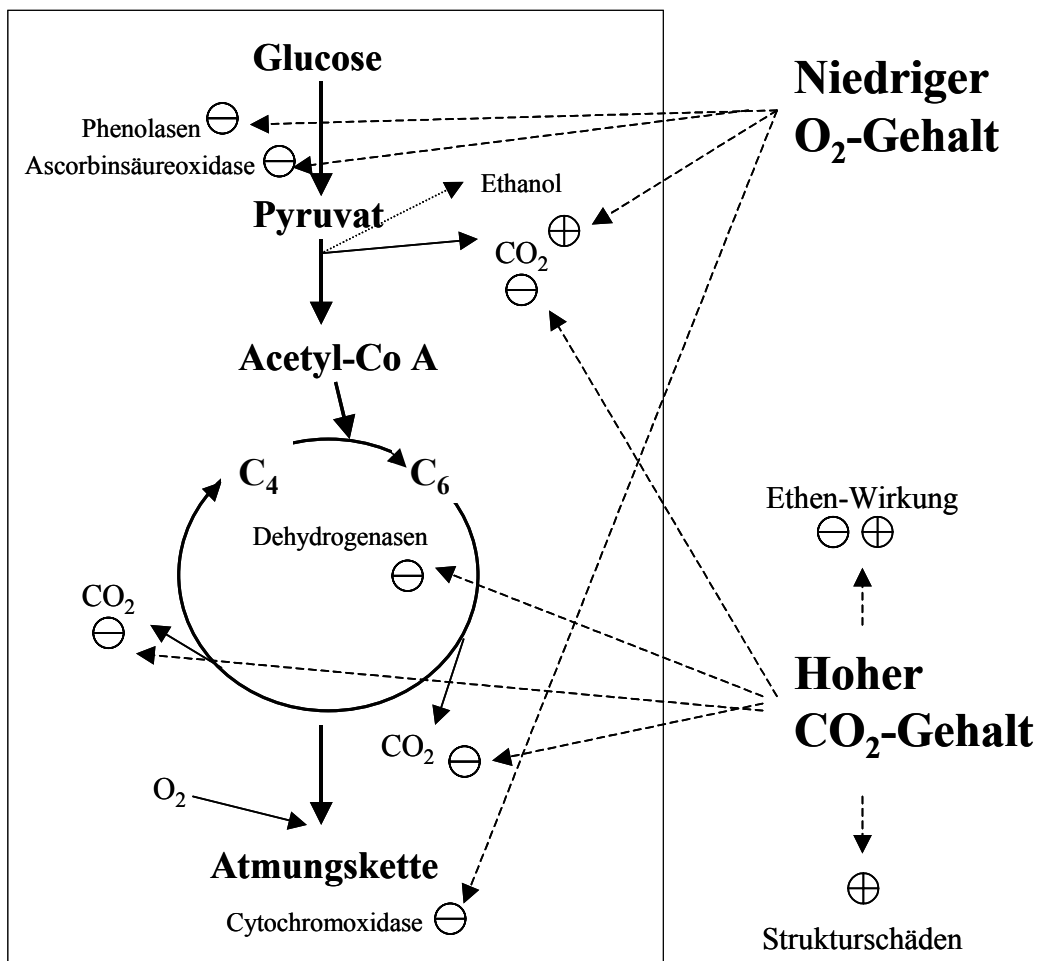 Glucose
Phenolasen
Ascorbinsäureoxidase
Pyruvat
Ethanol
CO₂
Acetyl-Co A
C₄
C₆
Dehydrogenasen
CO₂
CO₂
O₂
Atmungskette
Cytochromoxidase
Niedriger
O₂-Gehalt
Ethen-Wirkung
Hoher
CO₂-Gehalt
Strukturschäden